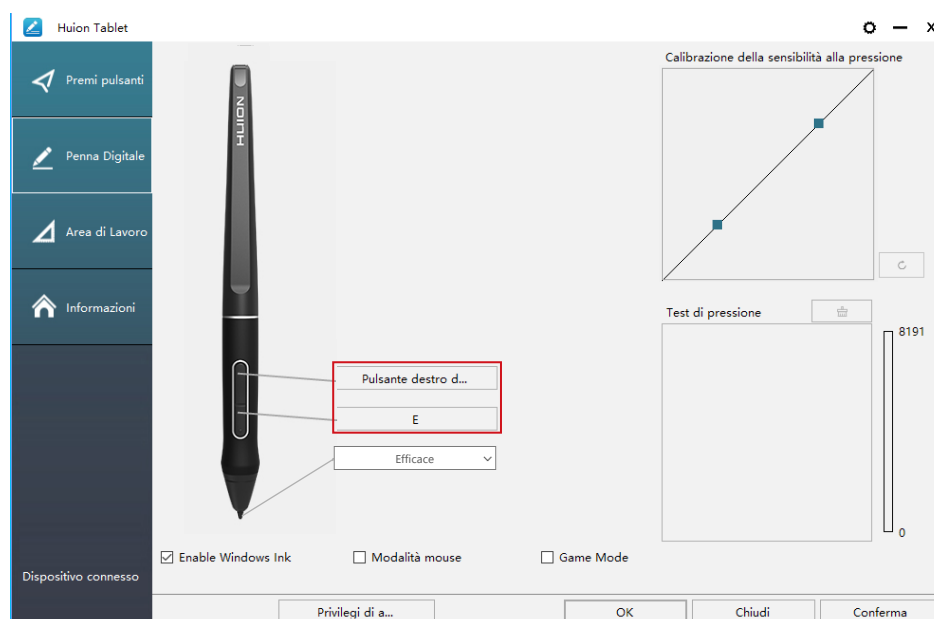 Huion Tablet
Premi pulsanti
Penna Digitale
Area di Lavoro
Informazioni
Dispositivo connesso
HUION
Pulsante destro d...
E
Efficace
Enable Windows Ink
Modalità mouse
Game Mode
Calibrazione della sensibilità alla pressione
Test di pressione
8191
0
Privilegi di a...
OK
Chiudi
Conferma